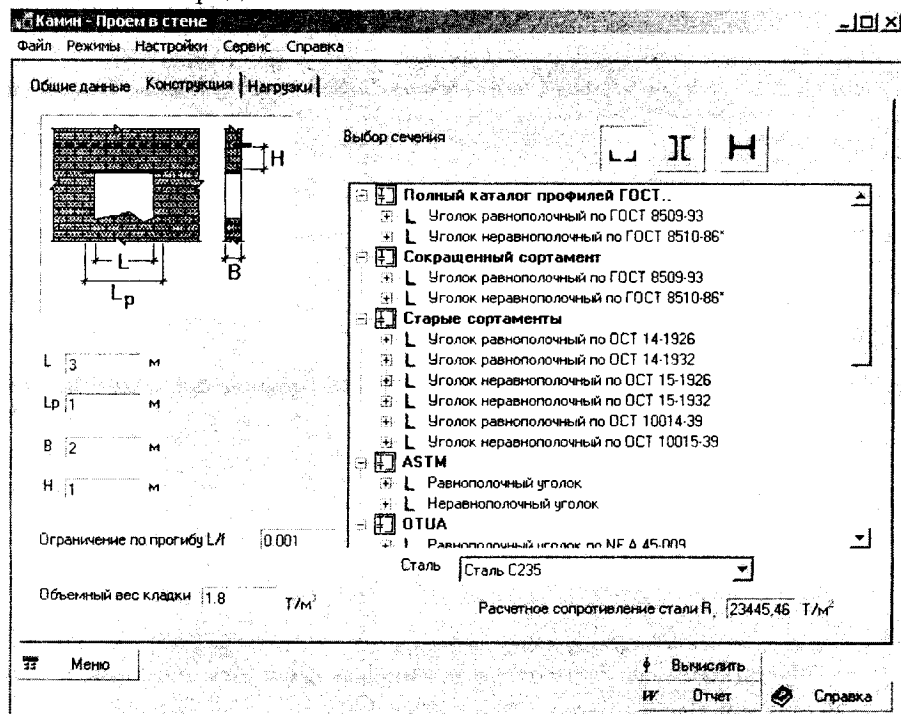 Камин - Проем в стене
Файл Режимы Настройки Сервис Справка
Общие данные Конструкция Нагрузки
H
L
Lp
B
Выбор сечения
Полный каталог профилей ГОСТ..
Уголок равнополочный по ГОСТ 8509-93
Уголок неравнополочный по ГОСТ 8510-86*
Сокращенный сортамент
Уголок равнополочный по ГОСТ 8509-93
Уголок неравнополочный по ГОСТ 8510-86*
Старые сортаменты
Уголок равнополочный по ОСТ 14-1926
Уголок равнополочный по ОСТ 14-1932
Уголок неравнополочный по ОСТ 15-1926
Уголок неравнополочный по ОСТ 15-1932
Уголок равнополочный по ОСТ 10014-39
Уголок неравнополочный по ОСТ 10015-39
ASTM
Равнополочный уголок
Неравнополочный уголок
OTUA
Равнополочный уголок по NF A 45-009
L 3 м
Lp 1 м
B 2 м
H 1 м
Ограничение по прогибу L/f 0.001
Объемный вес кладки 1.8 Т/м³
Сталь Сталь С235
Расчетное сопротивление стали R, 23445,46 Т/м²
Меню
Вычислить
Отчет
Справка